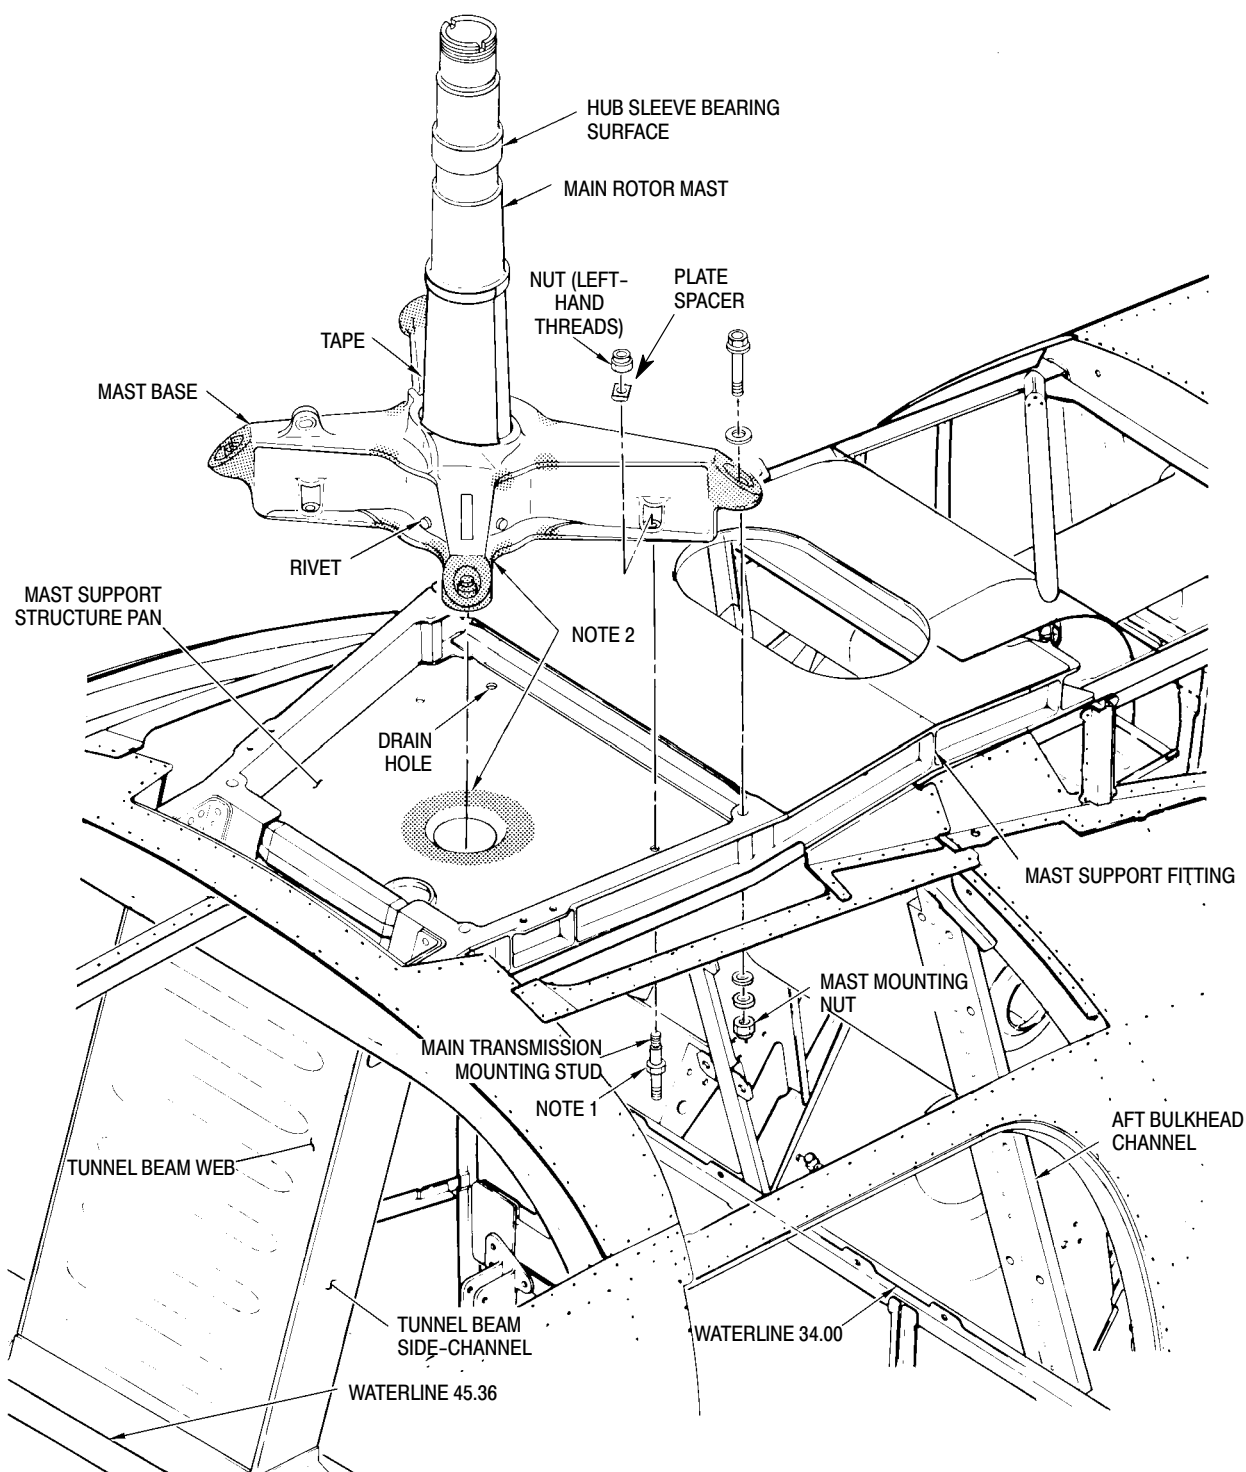 HUB SLEEVE BEARING
SURFACE
MAIN ROTOR MAST
NUT (LEFT-
HAND
THREADS)
PLATE
SPACER
TAPE
MAST BASE
RIVET
MAST SUPPORT
STRUCTURE PAN
NOTE 2
DRAIN
HOLE
MAST SUPPORT FITTING
MAST MOUNTING
NUT
MAIN TRANSMISSION
MOUNTING STUD
NOTE 1
AFT BULKHEAD
CHANNEL
TUNNEL BEAM WEB
TUNNEL BEAM
SIDE-CHANNEL
WATERLINE 34.00
WATERLINE 45.36